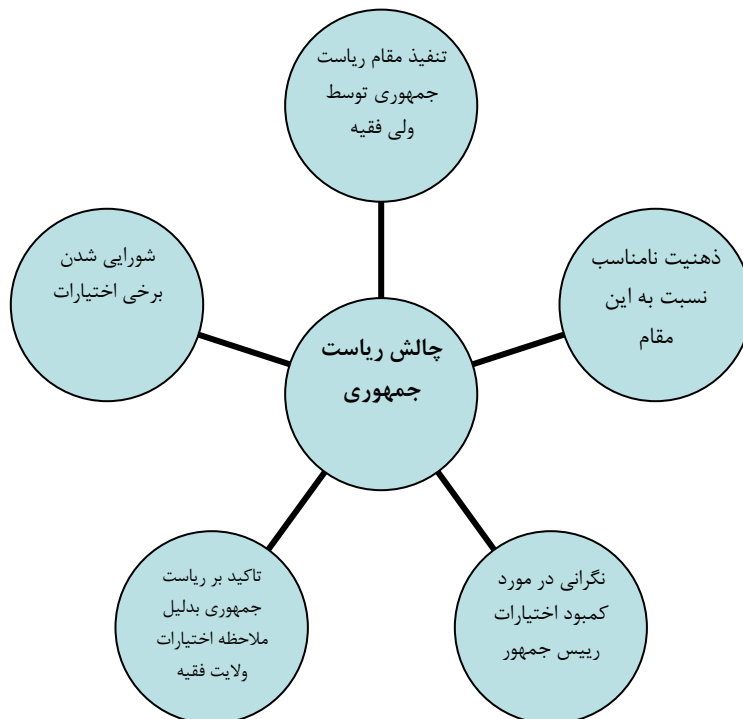 تنفیذ مقام ریاست
جمهوری توسط
ولی فقیه
ذهنیت نامناسب
نسبت به این
مقام
شورایی شدن
برخی اختیارات
چالش ریاست
جمهوری
نگرانی در مورد
کمبود اختیارات
رییس جمهور
تاکید بر ریاست
جمهوری بدلیل
ملاحظه اختیارات
ولایت فقیه